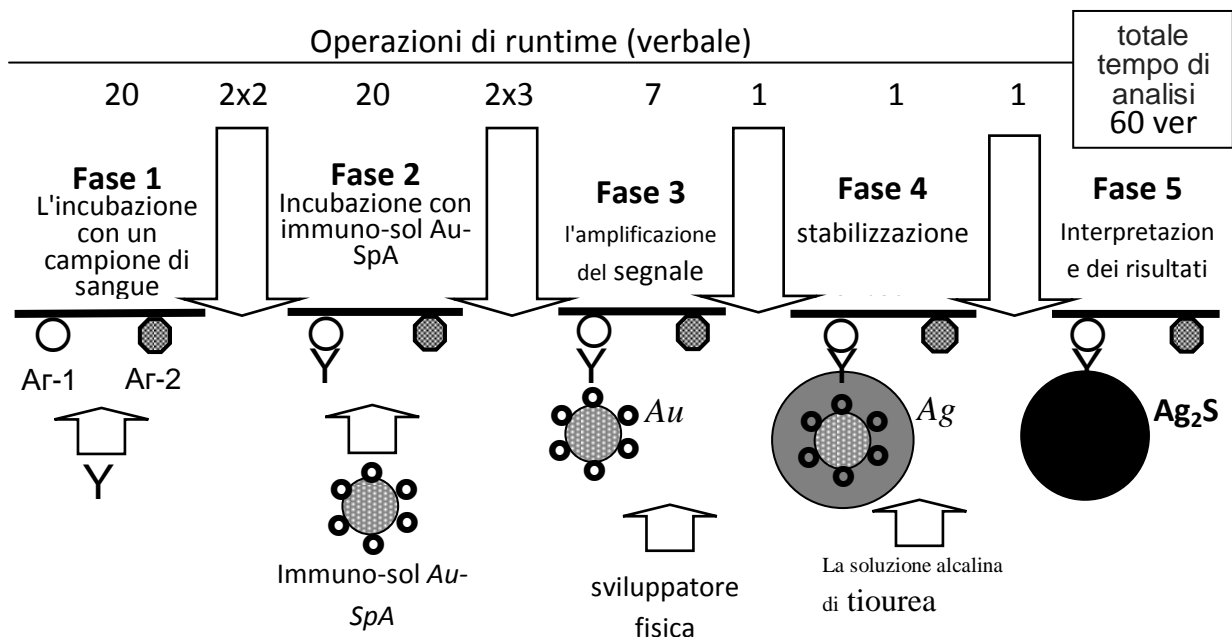 Operazioni di runtime (verbale)
totale
tempo di
analisi
60 ver
20 2x2 20 2x3 7 1 1 1
Fase 1
L'incubazione
con un
campione di
sangue
Fase 2
Incubazione con
immuno-sol Au-
SpA
Fase 3
l'amplificazione
del segnale
Fase 4
stabilizzazione
Fase 5
Interpretazion
e dei risultati
Аг-1 Аг-2
Y
Y
Y
Y
Y
Au
Ag
Ag₂S
Immuno-sol Au-
SpA
sviluppatore
fisica
La soluzione alcalina
di tiourea